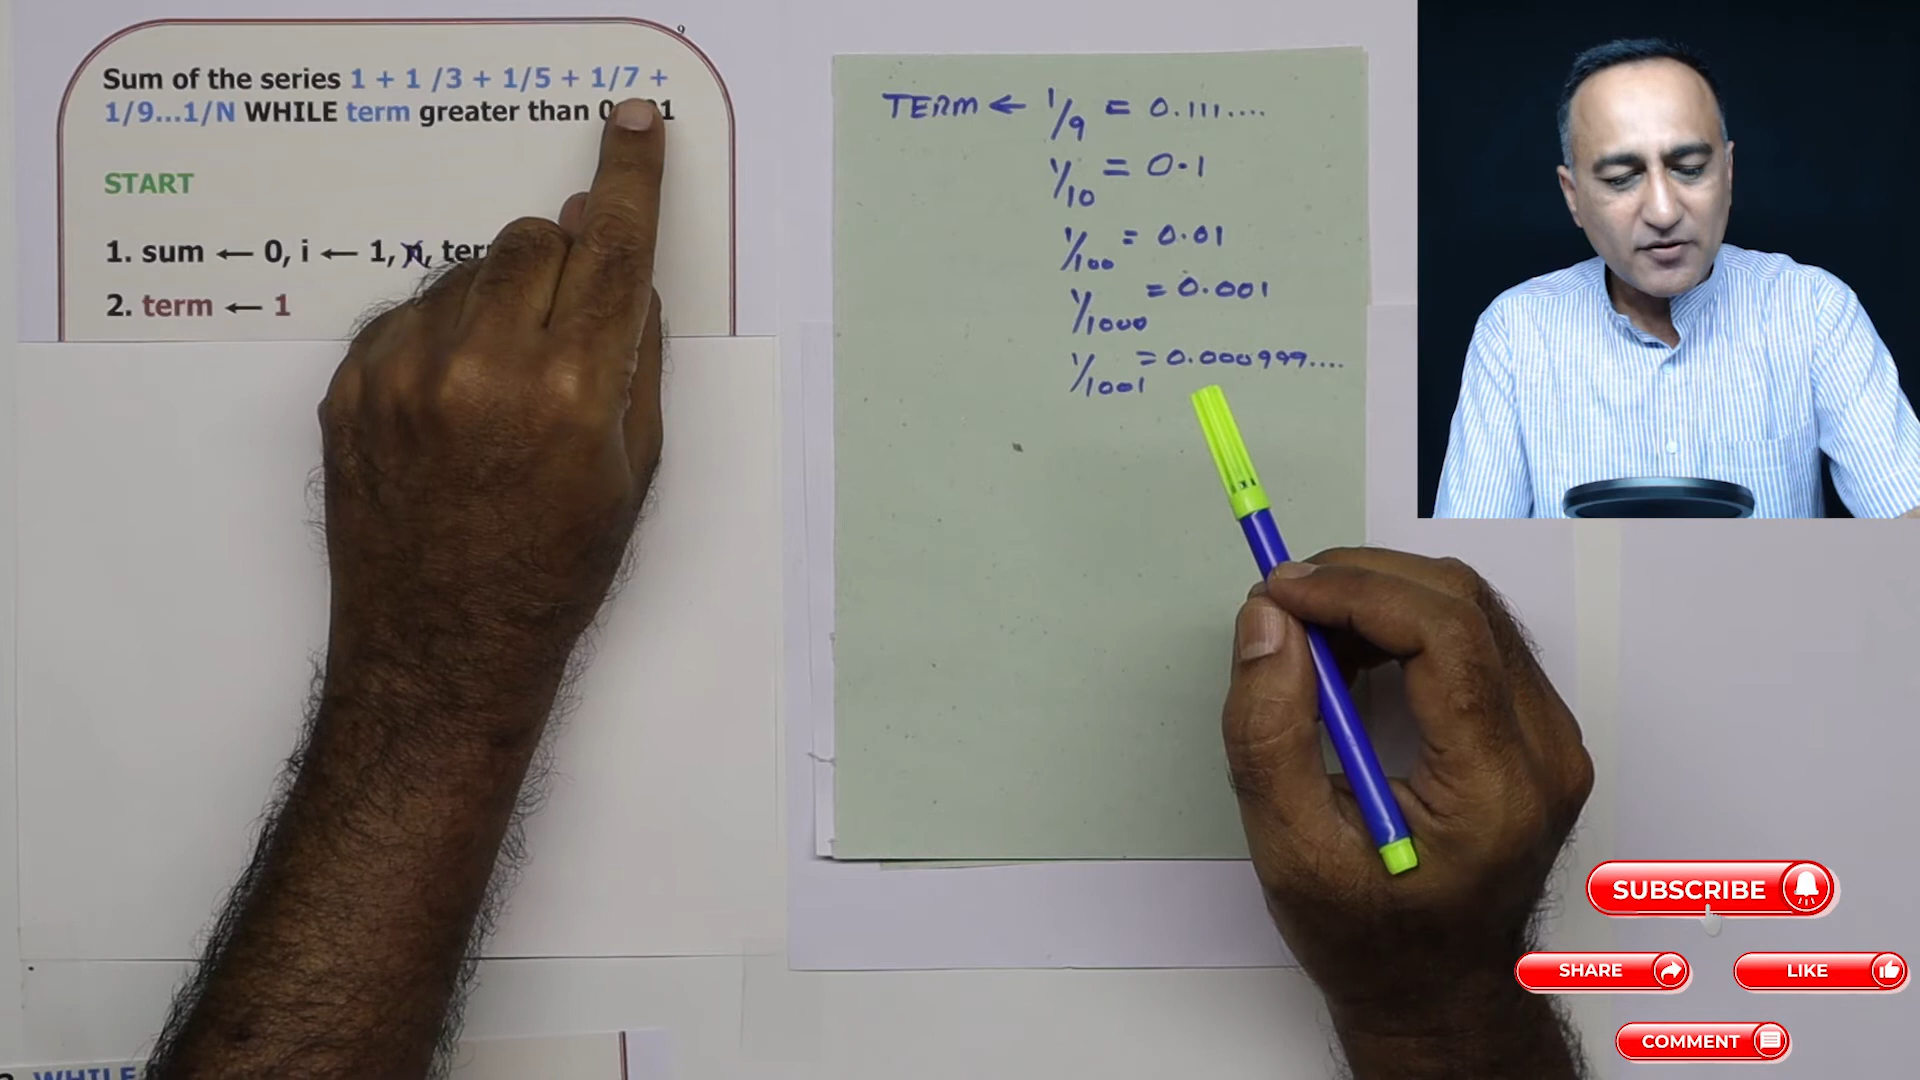 9
Sum of the series 1 + 1 /3 + 1/5 + 1/7 +
1/9...1/N WHILE term greater than
START
1. sum ← 0, i ← 1, n,
2. term ← 1
WHILE
TERM ← 1/9 = 0.111....
1/10 = 0.1
1/100 = 0.01
1/1000 = 0.001
1/1001 = 0.000999....
SUBSCRIBE
SHARE
LIKE
COMMENT